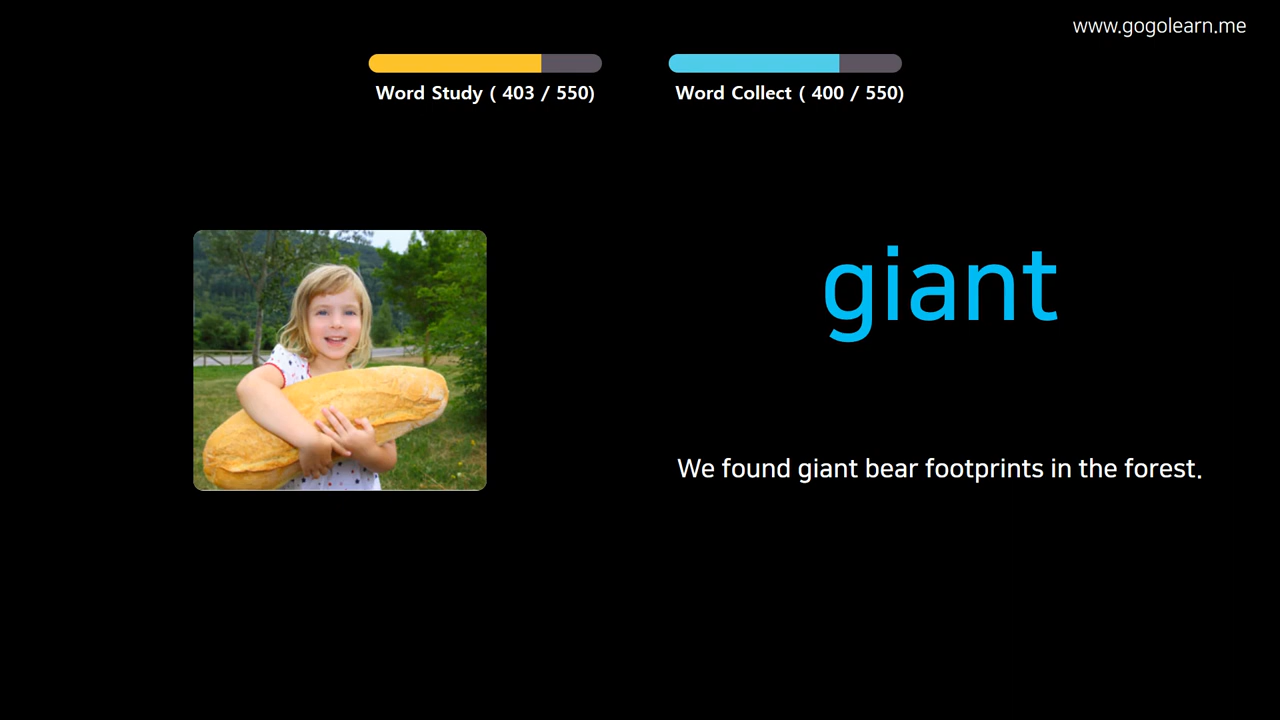 www.gogolearn.me
Word Study ( 403 / 550)
Word Collect ( 400 / 550)
giant
We found giant bear footprints in the forest.